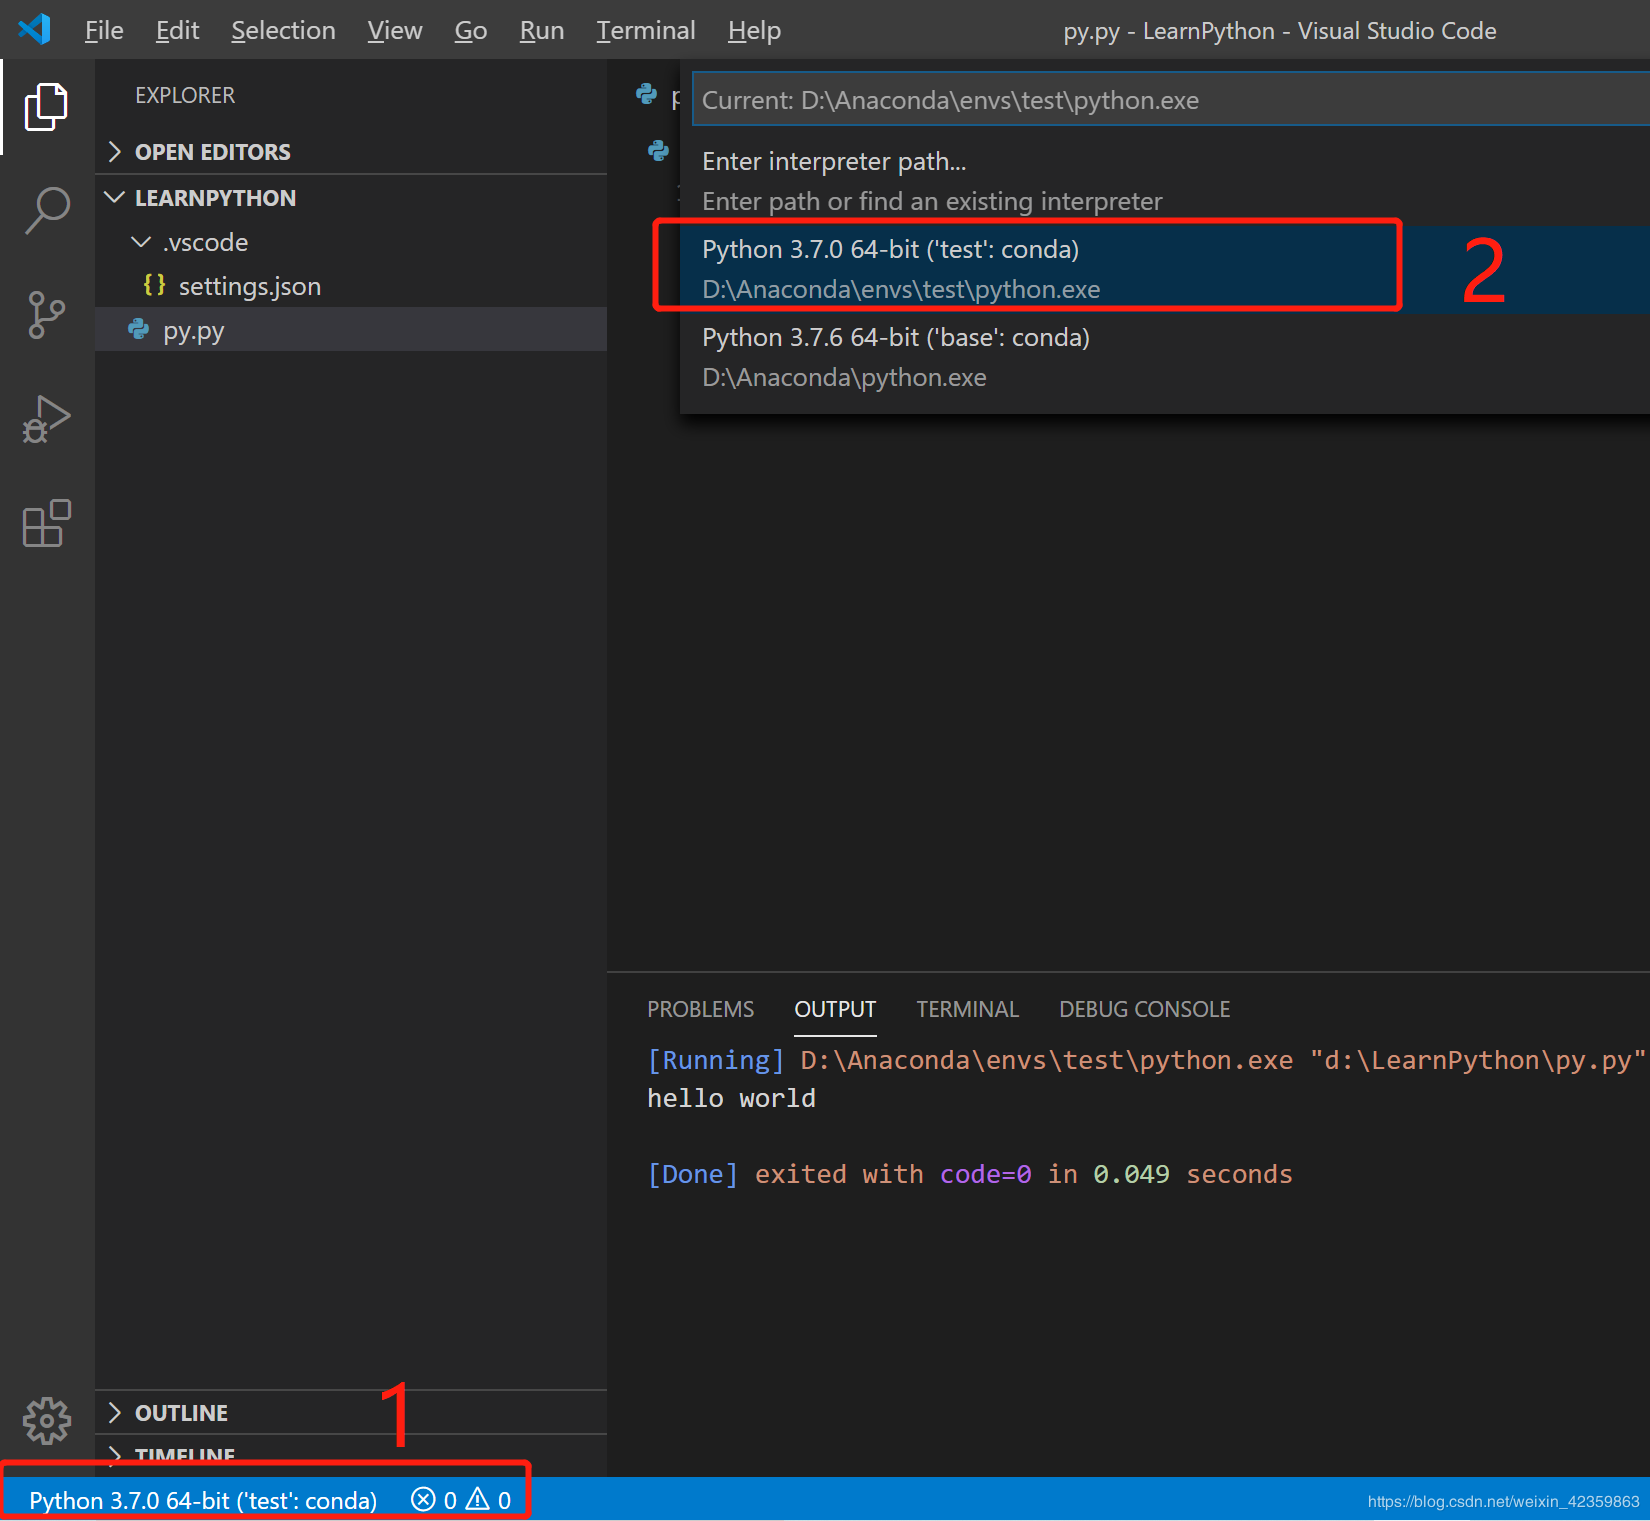 File Edit Selection View Go Run Terminal Help py.py - LearnPython - Visual Studio Code
EXPLORER
OPEN EDITORS
LEARNPYTHON
.vscode
{} settings.json
py.py
Current: D:\Anaconda\envs\test\python.exe
Enter interpreter path...
Enter path or find an existing interpreter
Python 3.7.0 64-bit ('test': conda)
D:\Anaconda\envs\test\python.exe
2
Python 3.7.6 64-bit ('base': conda)
D:\Anaconda\python.exe
PROBLEMS OUTPUT TERMINAL DEBUG CONSOLE
[Running] D:\Anaconda\envs\test\python.exe "d:\LearnPython\py.py"
hello world
[Done] exited with code=0 in 0.049 seconds
1
OUTLINE
TIMELINE
Python 3.7.0 64-bit ('test': conda) 0 0
https://blog.csdn.net/weixin_42359863